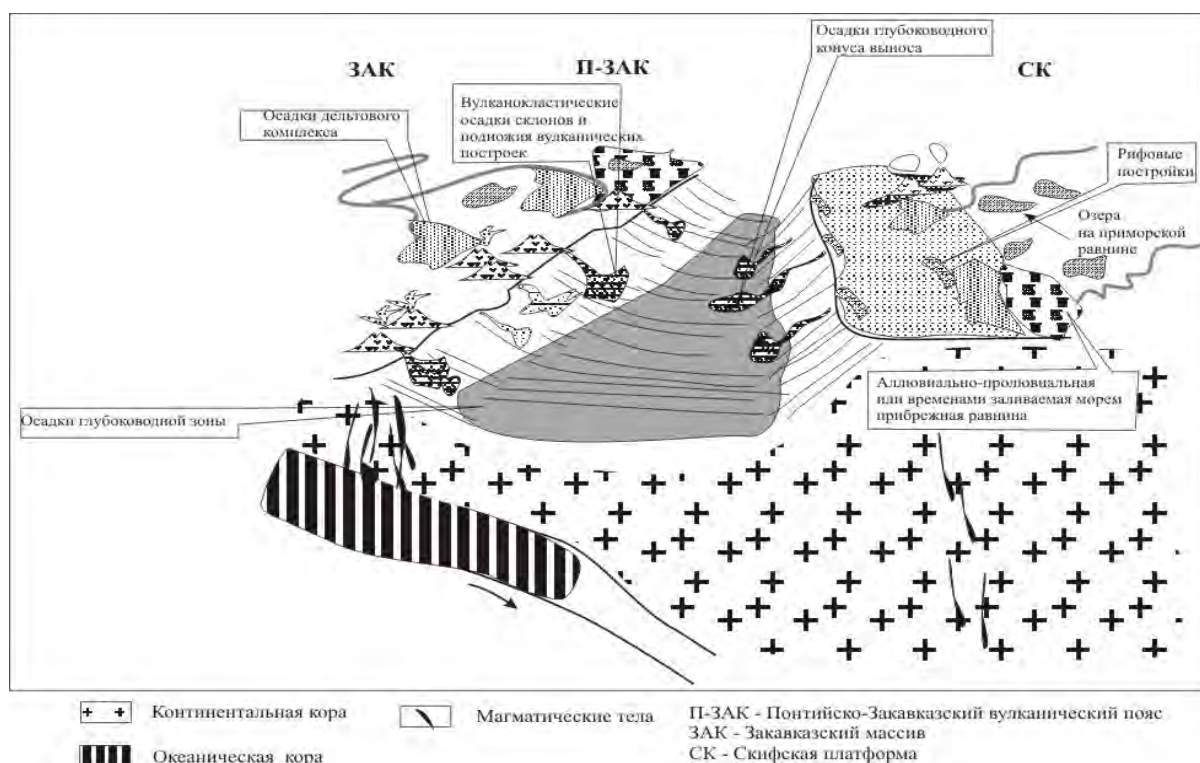 Осадки глубоководного
конуса выноса
ЗАК
П-ЗАК
СК
Вулканокластические
осадки склонов и
подножия вулканических
построек
Осадки дельтового
комплекса
Рифовые
постройки
Озера
на приморской
равнине
Аллювиально-пролювиальная
или временами заливаемая морем
прибрежная равнина
Осадки глубоководной зоны
Континентальная кора
Магматические тела
П-ЗАК - Понтийско-Закавказский вулканический пояс
ЗАК - Закавказский массив
СК - Скифская платформа
Океаническая кора